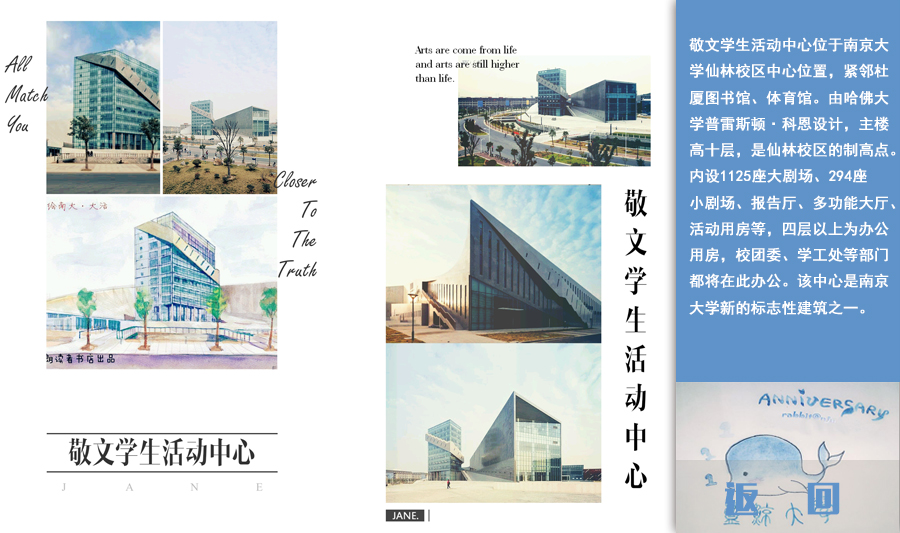 All
Match
You
Closer
To
The
Truth
朗读者书店出品
敬文学生活动中心
JANE
Arts are come from life
and arts are still higher
than life.
敬文学生活动中心
JANE.
敬文学生活动中心位于南京大
学仙林校区中心位置，紧邻杜
厦图书馆、体育馆。由哈佛大
学普雷斯顿·科恩设计，主楼
高十层，是仙林校区的制高点。
内设1125座大剧场、294座
小剧场、报告厅、多功能大厅、
活动用房等，四层以上为办公
用房，校团委、学工处等部门
都将在此办公。该中心是南京
大学新的标志性建筑之一。
ANNIVERSARY
返 回